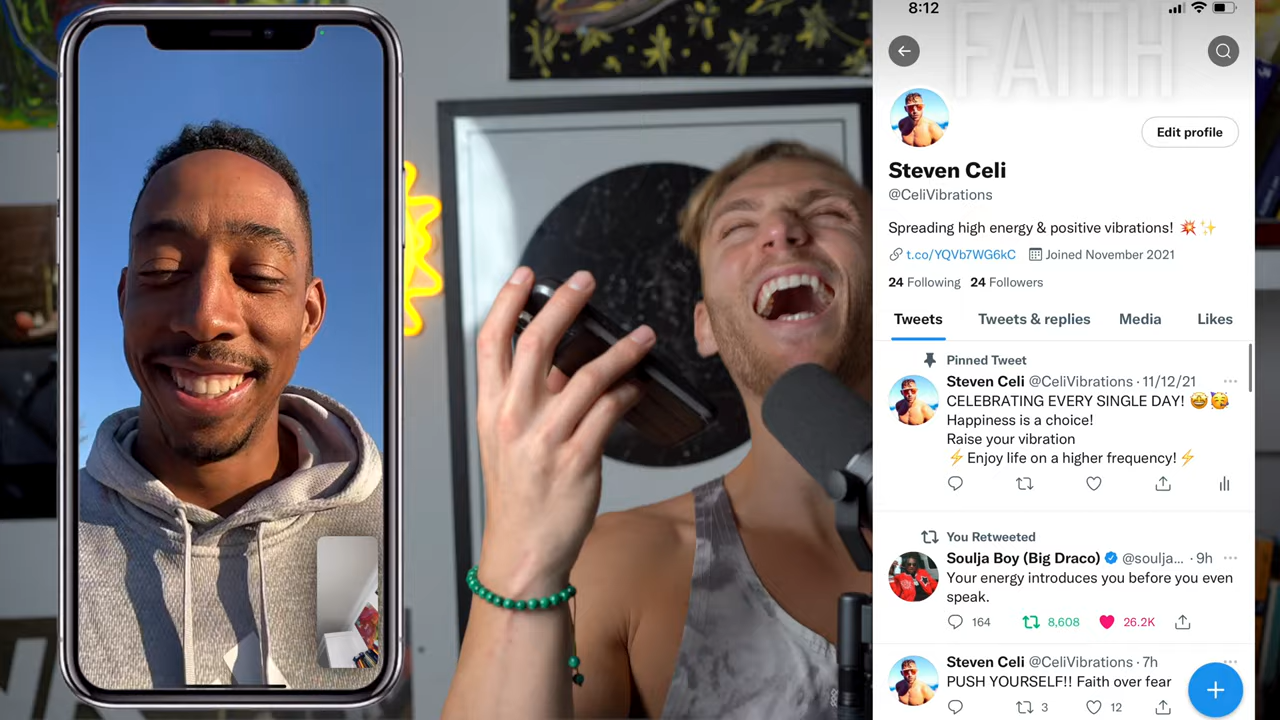 8:12
FAITH
Edit profile
Steven Celi
@CeliVibrations
Spreading high energy & positive vibrations! 💥✨
t.co/YQVb7WG6kC Joined November 2021
24 Following 24 Followers
Tweets Tweets & replies Media Likes
Pinned Tweet
Steven Celi @CeliVibrations · 11/12/21
CELEBRATING EVERY SINGLE DAY! 🤩🥳
Happiness is a choice!
Raise your vibration
⚡Enjoy life on a higher frequency!⚡
You Retweeted
Soulja Boy (Big Draco) @soulja... · 9h
Your energy introduces you before you even
speak.
164 8,608 26.2K
Steven Celi @CeliVibrations · 7h
PUSH YOURSELF!! Faith over fear
3 12